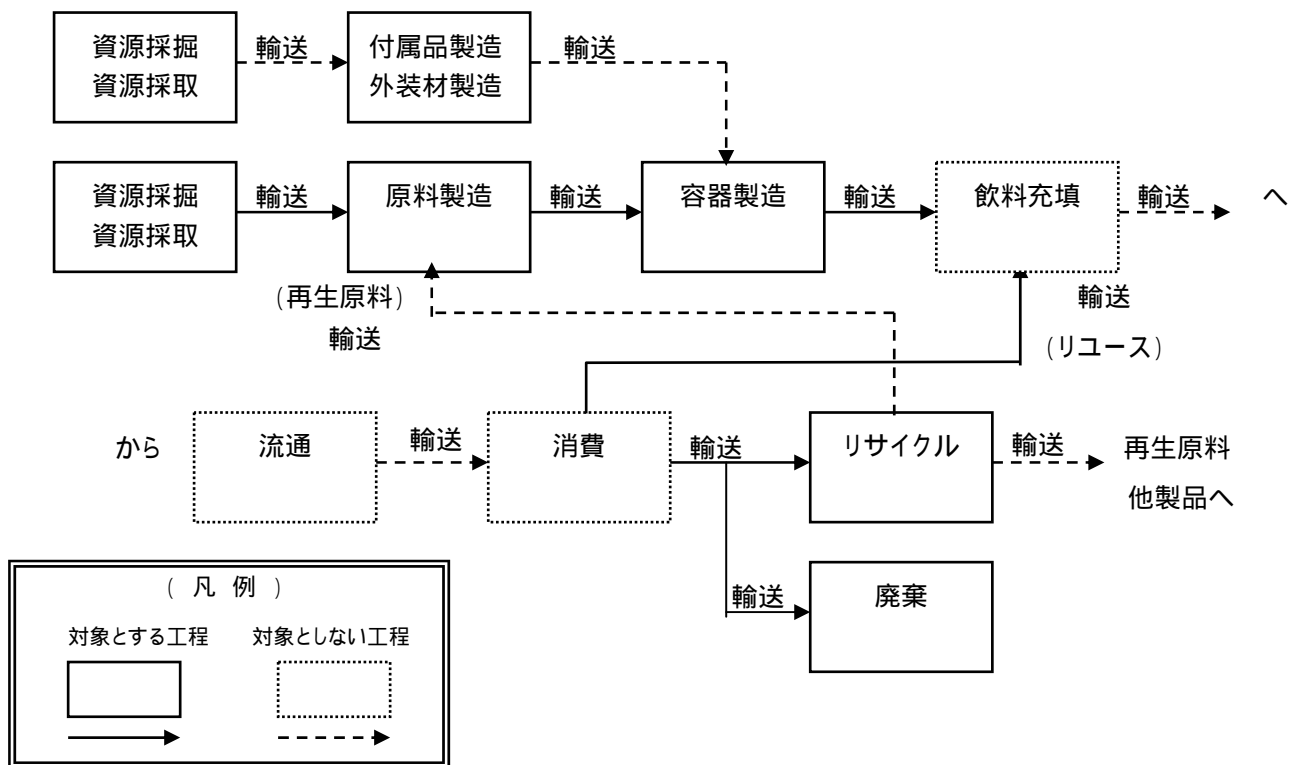 資源採掘
資源採取
輸送
付属品製造
外装材製造
輸送
資源採掘
資源採取
輸送
原料製造
輸送
容器製造
輸送
飲料充填
輸送
へ
(再生原料)
輸送
輸送
(リユース)
から
流通
輸送
消費
輸送
リサイクル
輸送
再生原料
他製品へ
輸送
廃棄
(凡例)
対象とする工程
対象としない工程